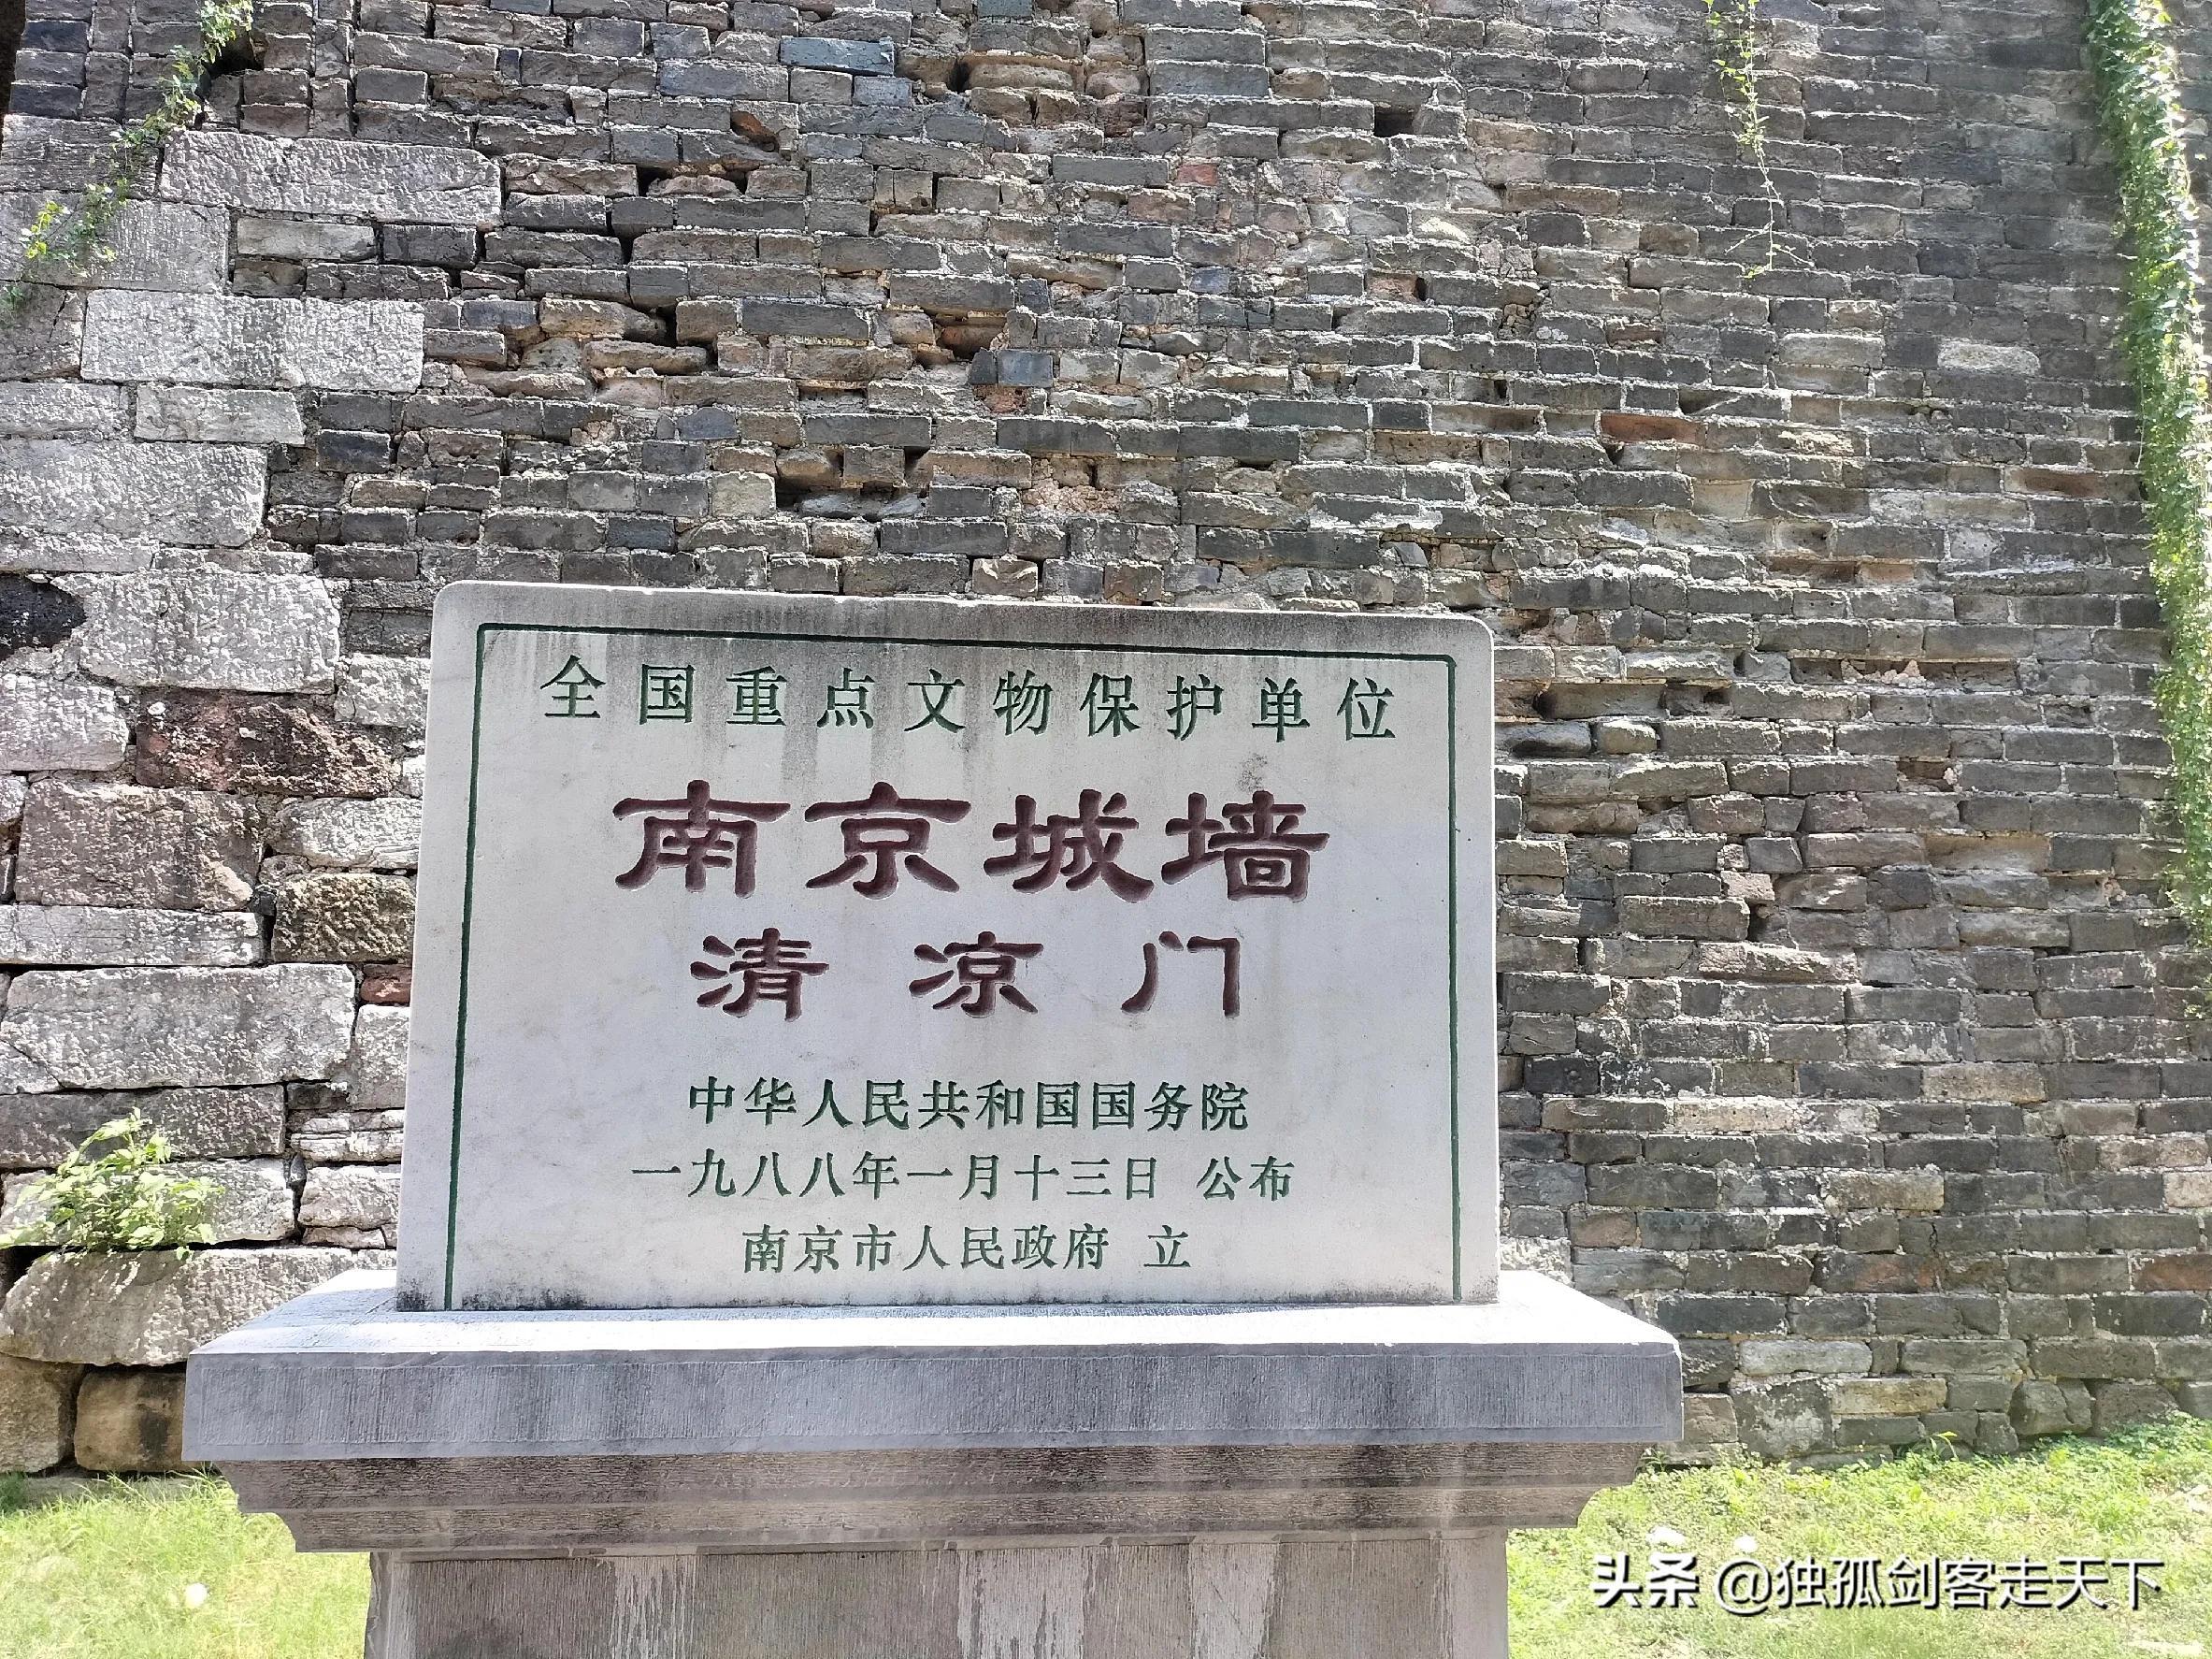 全国重点文物保护单位
南京城墙
清凉门
中华人民共和国国务院
一九八八年一月十三日 公布
南京市人民政府 立
头条 @独孤剑客走天下